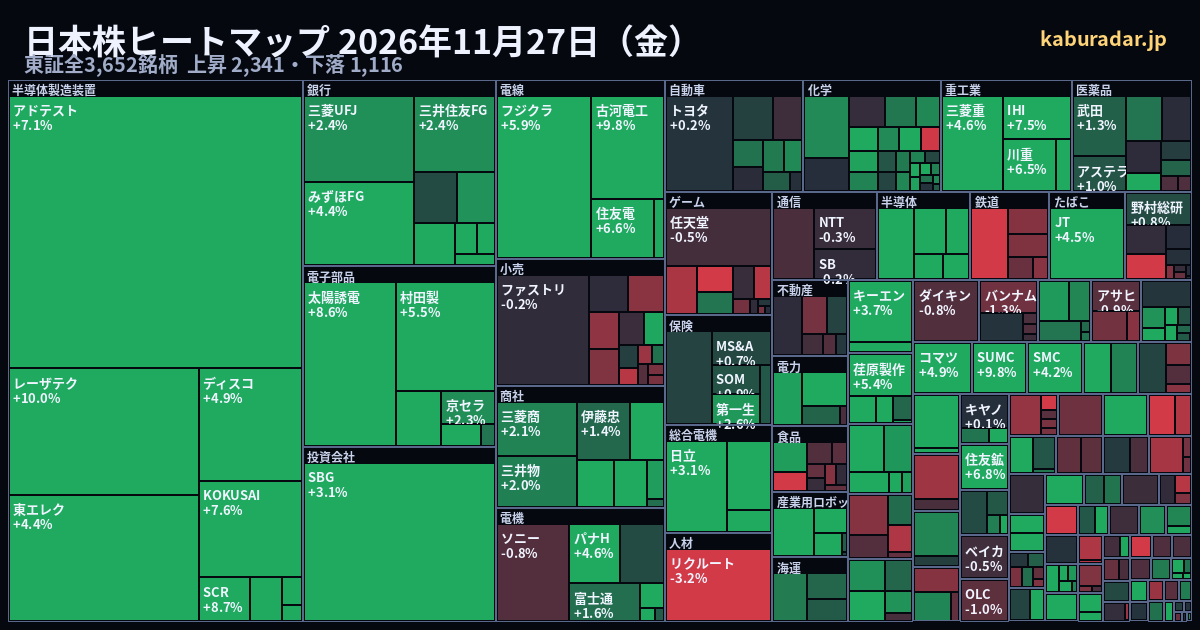 日本株ヒートマップ 2026年11月27日（金）
kaburadar.jp
東証全3,652銘柄 上昇 2,341・下落 1,116
半導体製造装置
アドテスト
+7.1%
レーザテク
+10.0%
ディスコ
+4.9%
東エレク
+4.4%
KOKUSAI
+7.6%
SCR
+8.7%
銀行
三菱UFJ
+2.4%
三井住友FG
+2.4%
みずほFG
+4.4%
電子部品
太陽誘電
+8.6%
村田製
+5.5%
京セラ
+2.3%
投資会社
SBG
+3.1%
電線
フジクラ
+5.9%
古河電工
+9.8%
住友電
+6.6%
小売
ファストリ
-0.2%
商社
三菱商
+2.1%
伊藤忠
+1.4%
三井物
+2.0%
電機
ソニー
-0.8%
パナH
+4.6%
富士通
+1.6%
自動車
トヨタ
+0.2%
化学
重工業
三菱重
+4.6%
IHI
+7.5%
川重
+6.5%
医薬品
武田
+1.3%
アステラ
+1.0%
ゲーム
任天堂
-0.5%
通信
NTT
-0.3%
SB
-0.2%
半導体
鉄道
たばこ
JT
+4.5%
野村総研
+0.8%
保険
MS&A
+0.7%
SOM
+0.9%
第一生
+2.6%
不動産
キーエン
+3.7%
ダイキン
-0.8%
バンナム
-1.3%
アサヒ
-0.9%
電力
荏原製作
+5.4%
コマツ
+4.9%
SUMC
+9.8%
SMC
+4.2%
総合電機
日立
+3.1%
食品
キヤノ
+0.1%
住友鉱
+6.8%
産業用ロボッ
人材
リクルート
-3.2%
海運
ベイカ
-0.5%
OLC
-1.0%